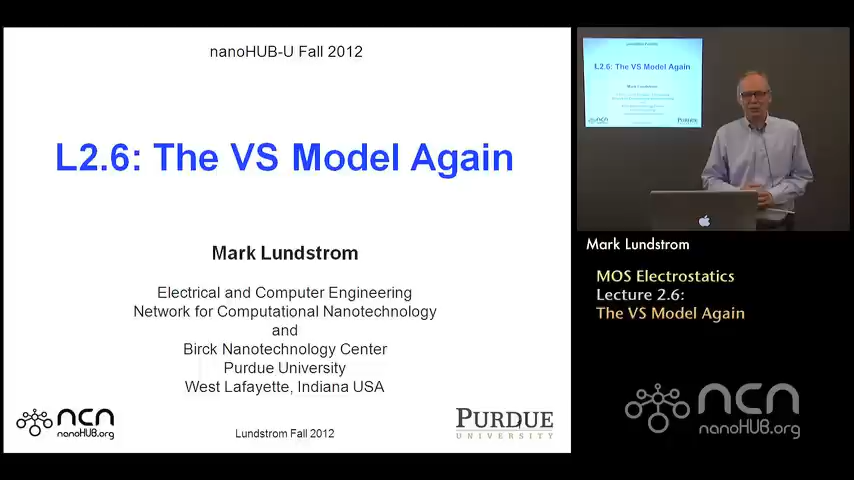 nanoHUB-U Fall 2012
L2.6: The VS Model Again
Mark Lundstrom
Electrical and Computer Engineering
Network for Computational Nanotechnology
and
Birck Nanotechnology Center
Purdue University
West Lafayette, Indiana USA
ncn
nanoHUB.org
Lundstrom Fall 2012
PURDUE
UNIVERSITY
L2.6: The VS Model Again
Mark Lundstrom
PURDUE
Mark Lundstrom
MOS Electrostatics
Lecture 2.6:
The VS Model Again
ncn
nanoHUB.org